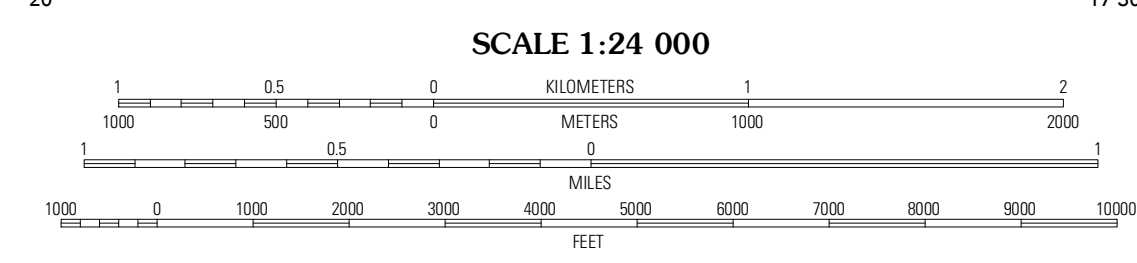 SCALE 1:24 000
1 0.5 0 KILOMETERS 1 2
1000 500 0 METERS 1000 2000
1 0.5 0 1
MILES
1000 0 1000 2000 3000 4000 5000 6000 7000 8000 9000 10000
FEET